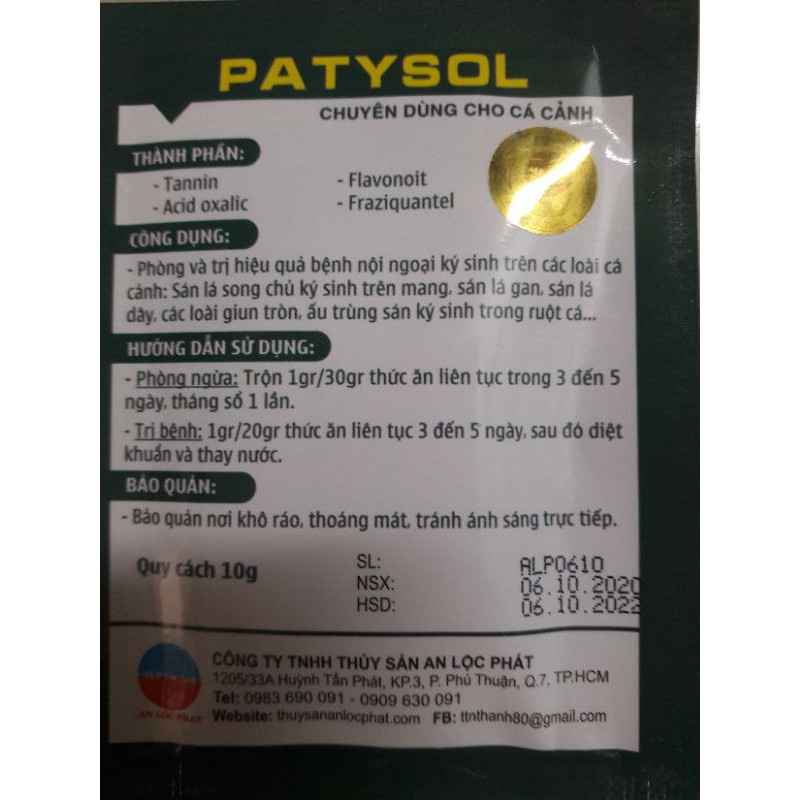 PATYSOL
CHUYÊN DÙNG CHO CÁ CẢNH
THÀNH PHẦN:
- Tannin - Flavonoit
- Acid oxalic - Fraziquantel
CÔNG DỤNG:
- Phòng và trị hiệu quả bệnh nội ngoại ký sinh trên các loài cá
cảnh: Sán lá song chủ ký sinh trên mang, sán lá gan, sán lá
dây, các loài giun tròn, ấu trùng sán ký sinh trong ruột cá...
HƯỚNG DẪN SỬ DỤNG:
- Phòng ngừa: Trộn 1gr/30gr thức ăn liên tục trong 3 đến 5
ngày, tháng sổ 1 lần.
- Trị bệnh: 1gr/20gr thức ăn liên tục 3 đến 5 ngày, sau đó diệt
khuẩn và thay nước.
BẢO QUẢN:
- Bảo quản nơi khô ráo, thoáng mát, tránh ánh sáng trực tiếp.
Quy cách 10g
SL: ALP0610
NSX: 06.10.2020
HSD: 06.10.2022
CÔNG TY TNHH THỦY SẢN AN LỘC PHÁT
1205/33A Huỳnh Tấn Phát, KP.3, P. Phú Thuận, Q.7, TP.HCM
Tel: 0983 690 091 - 0909 630 091
Website: thuysananlocphat.com FB: ttnthanh80@gmail.com
AN LOC PHAT